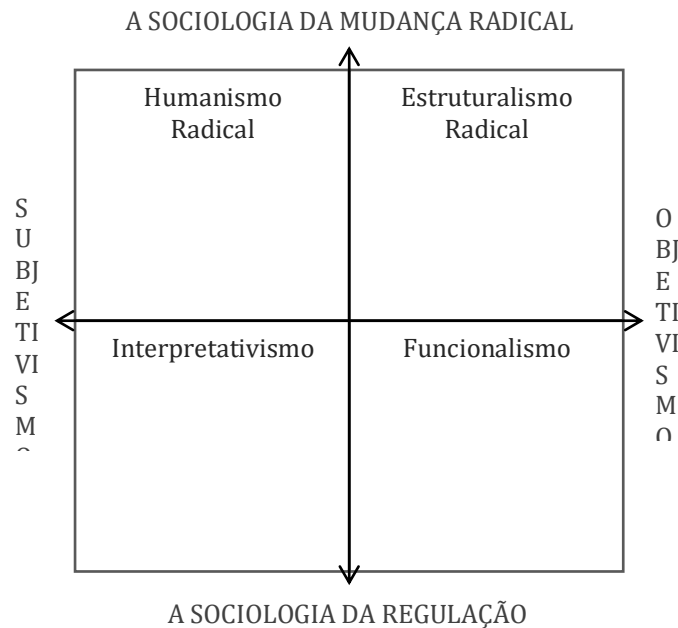 A SOCIOLOGIA DA MUDANÇA RADICAL
Humanismo
Radical
Estruturalismo
Radical
S
U
BJ
E
TI
VI
S
M
O
O
BJ
E
TI
VI
S
M
O
Interpretativismo
Funcionalismo
A SOCIOLOGIA DA REGULAÇÃO